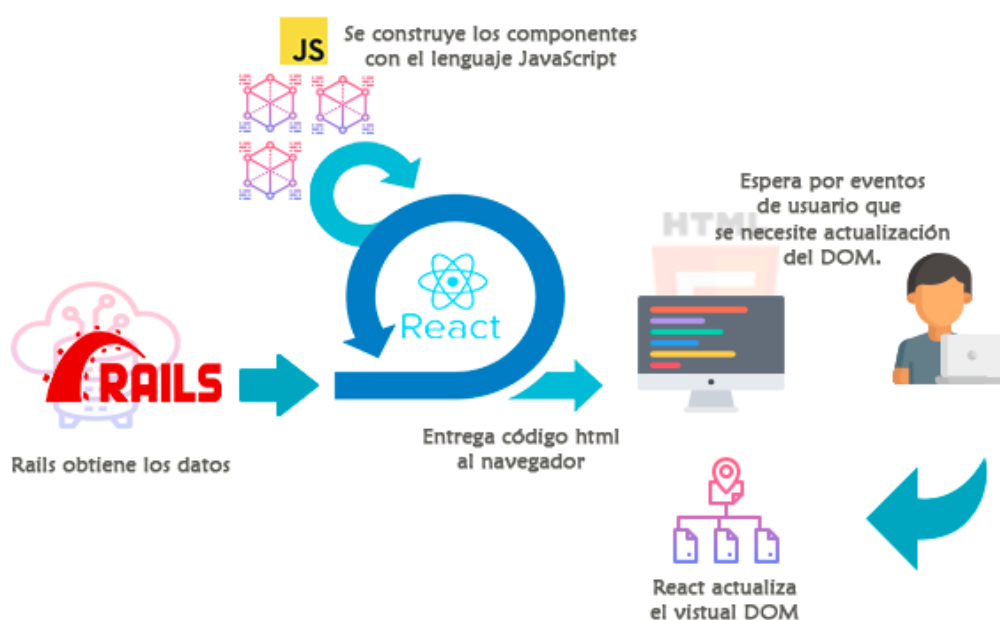 JS
Se construye los componentes
con el lenguaje JavaScript
Espera por eventos
de usuario que
se necesite actualización
del DOM.
HTML
React
RAILS
Rails obtiene los datos
Entrega código html
al navegador
React actualiza
el vistual DOM